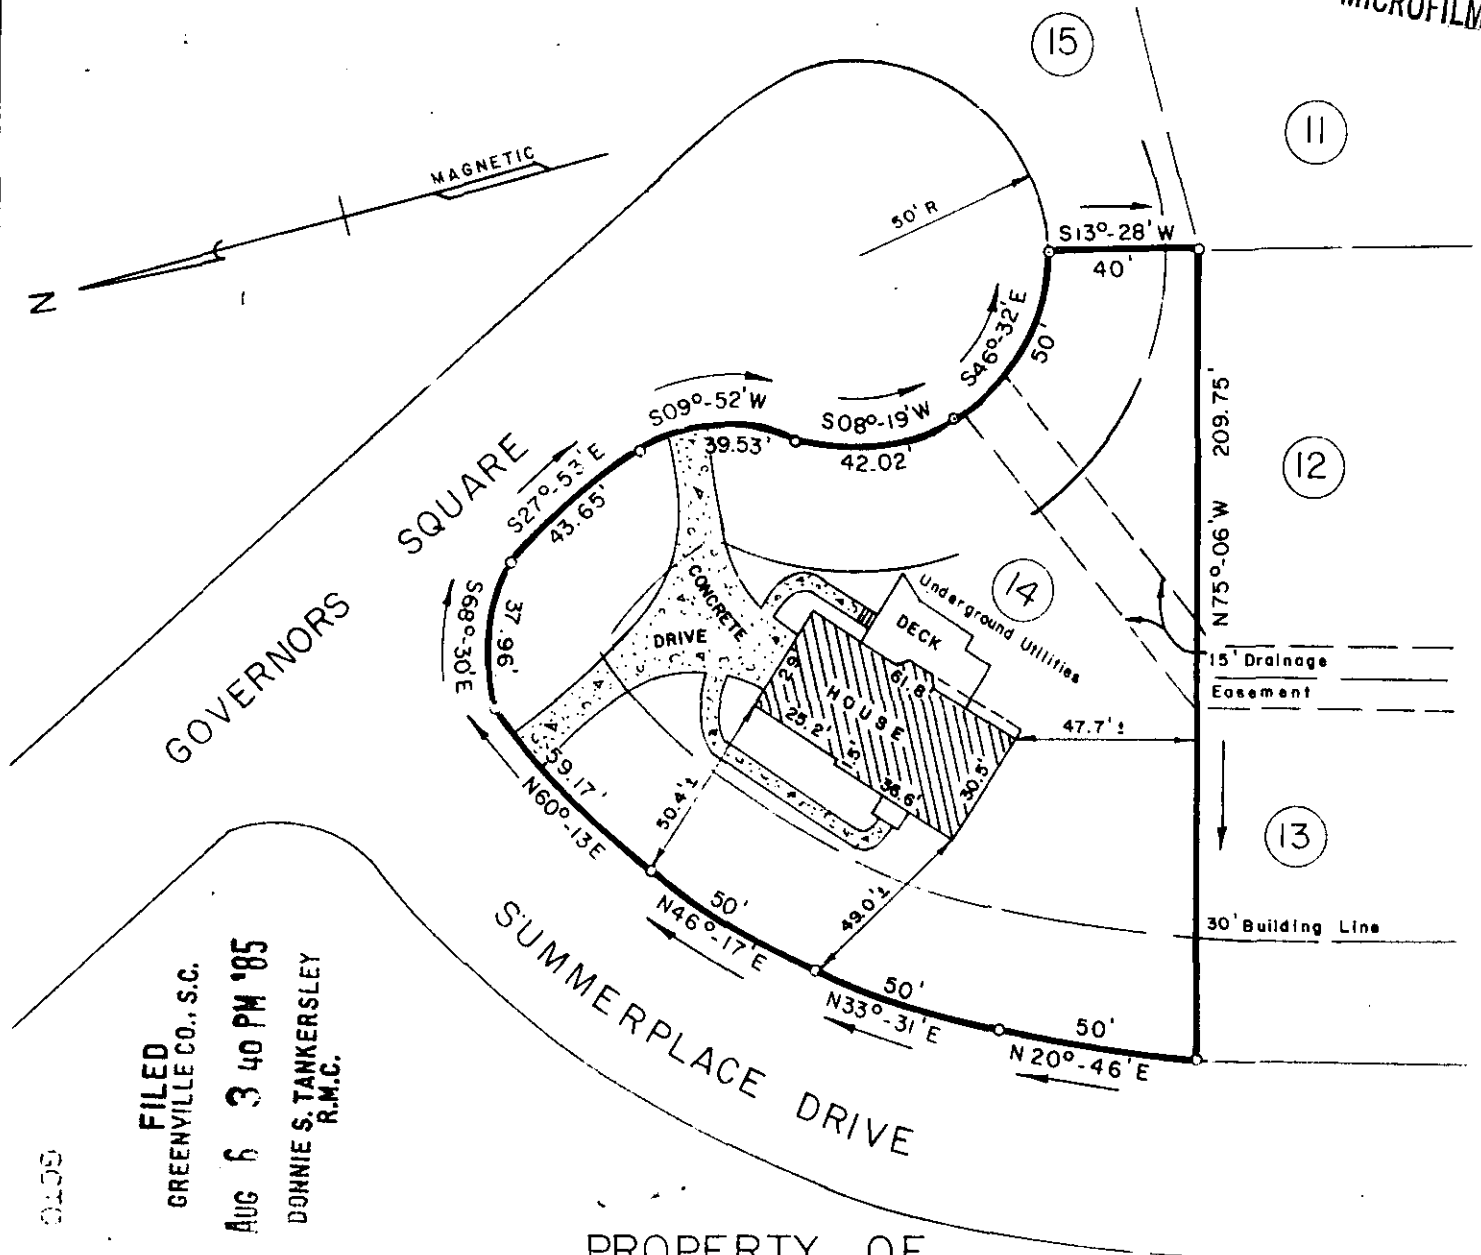 MICROFILM
15
11
MAGNETIC
N
50' R
S13°-28'W
40'
S46°-32'E
50'
S09°-52'W
39.53'
S08°-19'W
42.02'
S27°-53'E
43.65'
209.75'
N75°-06'W
12
GOVERNORS SQUARE
S68°-30'E
37.96'
CONCRETE
DRIVE
14
Underground Utilities
DECK
HOUSE
29'
61.8'
25.2'
1.5'
36.6'
30.5'
47.7'±
15' Drainage
Easement
59.17'
N60°-13'E
50.4'±
49.0'±
13
50'
N46°-17'E
50'
N33°-31'E
50'
N20°-46'E
30' Building Line
SUMMERPLACE DRIVE
FILED
GREENVILLE CO., S.C.
AUG 6 3 40 PM '85
DONNIE S. TANKERSLEY
R.M.C.
PROPERTY OF